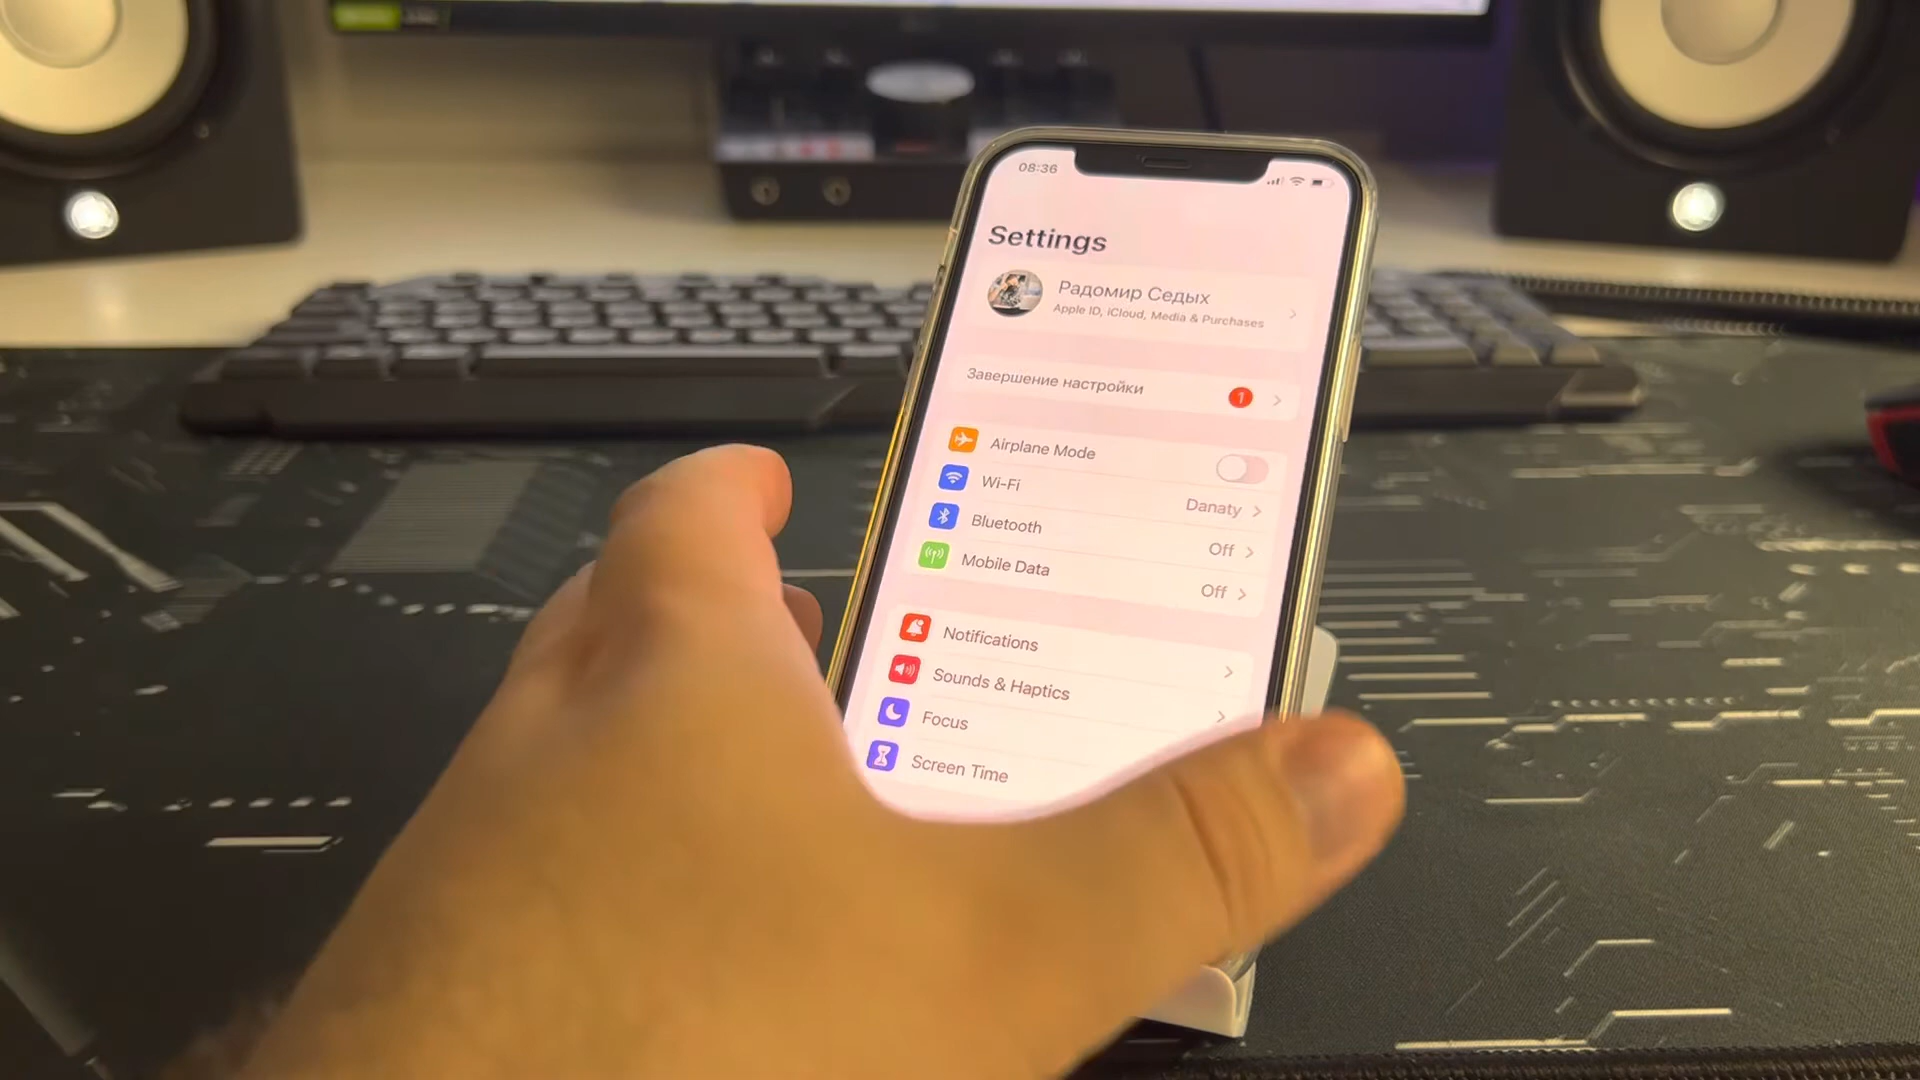 08:36
Settings
Радомир Седых
Apple ID, iCloud, Media & Purchases
Завершение настройки 1
Airplane Mode
Wi-Fi Danaty
Bluetooth Off
Mobile Data Off
Notifications
Sounds & Haptics
Focus
Screen Time